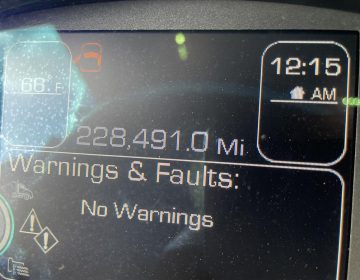 66° F
12:15
AM
228,491.0 Mi
Warnings & Faults:
No Warnings